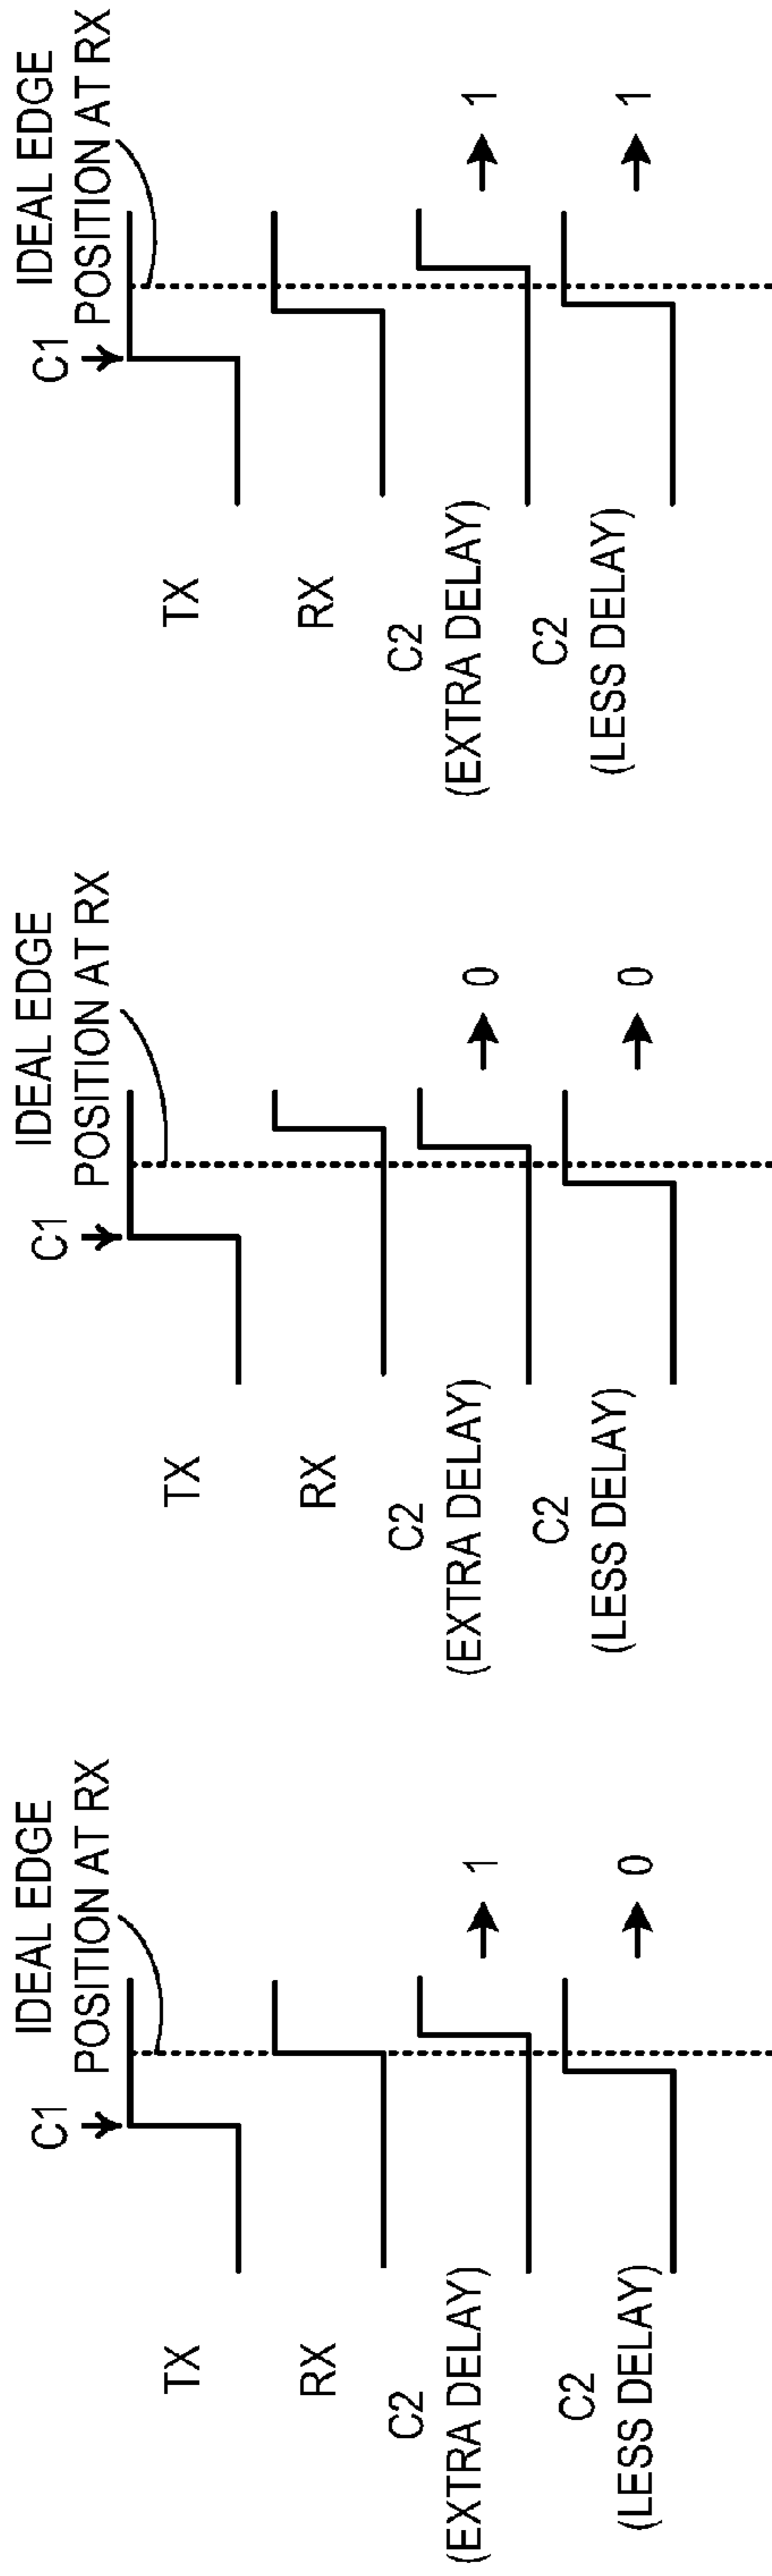 C1
IDEAL EDGE
POSITION AT RX
TX
RX
C2
(EXTRA DELAY)
1
C2
(LESS DELAY)
0
C1
IDEAL EDGE
POSITION AT RX
TX
RX
C2
(EXTRA DELAY)
0
C2
(LESS DELAY)
0
C1
IDEAL EDGE
POSITION AT RX
TX
RX
C2
(EXTRA DELAY)
1
C2
(LESS DELAY)
1